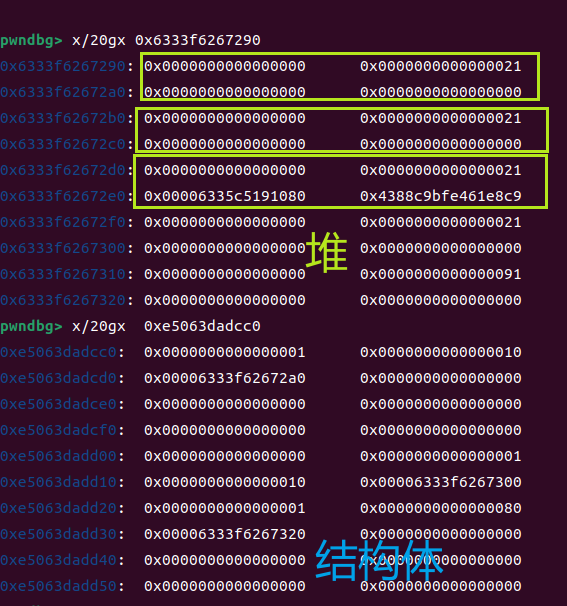 pwndbg> x/20gx 0x6333f6267290
0x6333f6267290: 0x0000000000000000 0x0000000000000021
0x6333f62672a0: 0x0000000000000000 0x0000000000000000
0x6333f62672b0: 0x0000000000000000 0x0000000000000021
0x6333f62672c0: 0x0000000000000000 0x0000000000000000
0x6333f62672d0: 0x0000000000000000 0x0000000000000021
0x6333f62672e0: 0x00006335c5191080 0x4388c9bfe461e8c9
0x6333f62672f0: 0x0000000000000000 0x0000000000000021
0x6333f6267300: 0x0000000000000000 0x0000000000000000
堆
0x6333f6267310: 0x0000000000000000 0x0000000000000091
0x6333f6267320: 0x0000000000000000 0x0000000000000000
pwndbg> x/20gx 0xe5063dadcc0
0xe5063dadcc0: 0x0000000000000001 0x0000000000000010
0xe5063dadcd0: 0x00006333f62672a0 0x0000000000000000
0xe5063dadce0: 0x0000000000000000 0x0000000000000000
0xe5063dadcf0: 0x0000000000000000 0x0000000000000000
0xe5063dadd00: 0x0000000000000000 0x0000000000000001
0xe5063dadd10: 0x0000000000000010 0x00006333f6267300
0xe5063dadd20: 0x0000000000000001 0x0000000000000080
0xe5063dadd30: 0x00006333f6267320 0x0000000000000000
0xe5063dadd40: 0x0000000000000000 0x0000000000000000
结构体
0xe5063dadd50: 0x0000000000000000 0x0000000000000000